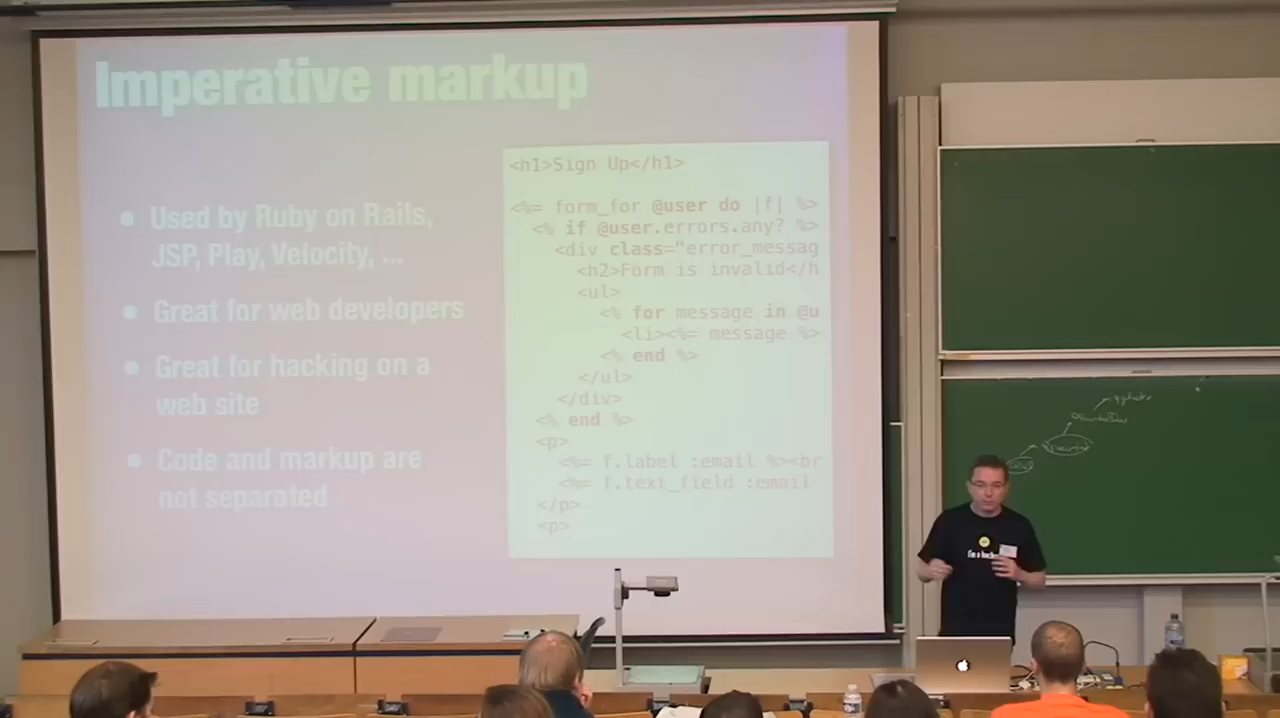 Imperative markup
Used by Ruby on Rails,
JSP, Play, Velocity, ...
Great for web developers
Great for hacking on a
web site
Code and markup are
not separated
<h1>Sign Up</h1>
<%= form_for @user do |f| %>
<% if @user.errors.any? %>
<div class="error_messag
<h2>Form is invalid</h
<ul>
<% for message in @u
<li><%= message %>
<% end %>
</ul>
</div>
<% end %>
<p>
<%= f.label :email %><br
<%= f.text_field :email
</p>
<p>
I'm a